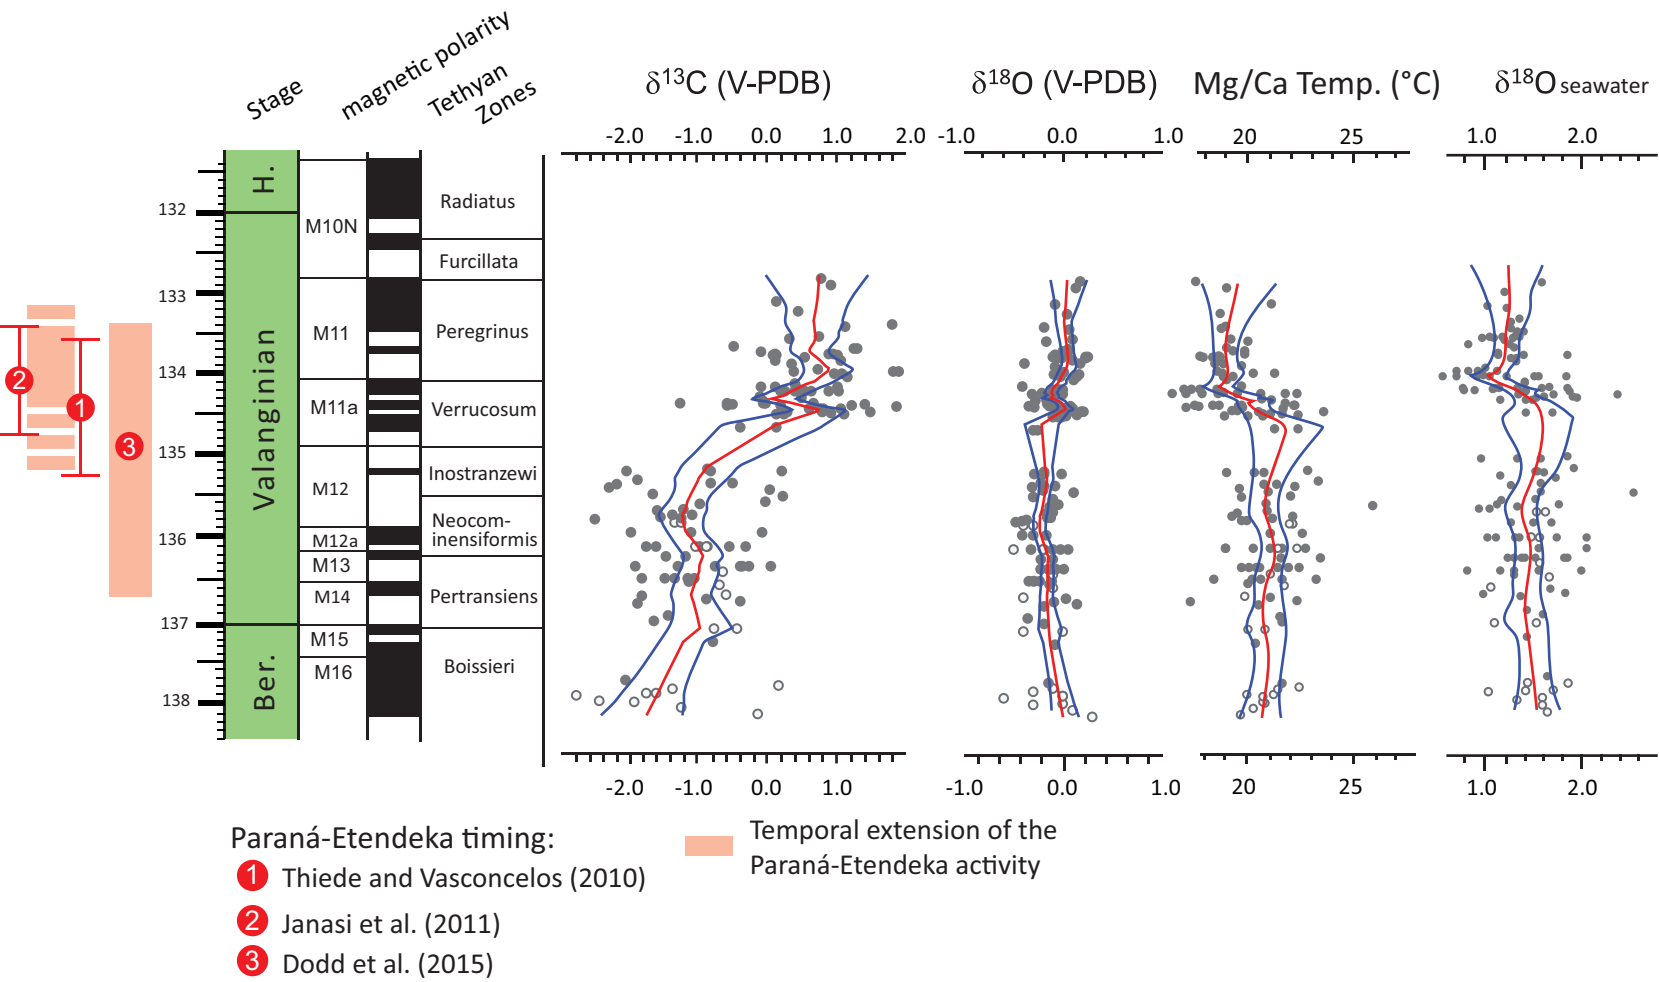 Stage
magnetic polarity
Tethyan
Zones
δ13C (V-PDB)
δ18O (V-PDB)
Mg/Ca Temp. (°C)
δ18O seawater
-2.0 -1.0 0.0 1.0 2.0
-1.0 0.0 1.0
20 25
1.0 2.0
H.
Valanginian
Ber.
132
133
134
135
136
137
138
M10N
M11
M11a
M12
M12a
M13
M14
M15
M16
Radiatus
Furcillata
Peregrinus
Verrucosum
Inostranzewi
Neocom-
inensiformis
Pertransiens
Boissieri
2
1
3
-2.0 -1.0 0.0 1.0
-1.0 0.0 1.0
20 25
1.0 2.0
Paraná-Etendeka timing:
1 Thiede and Vasconcelos (2010)
2 Janasi et al. (2011)
3 Dodd et al. (2015)
Temporal extension of the
Paraná-Etendeka activity